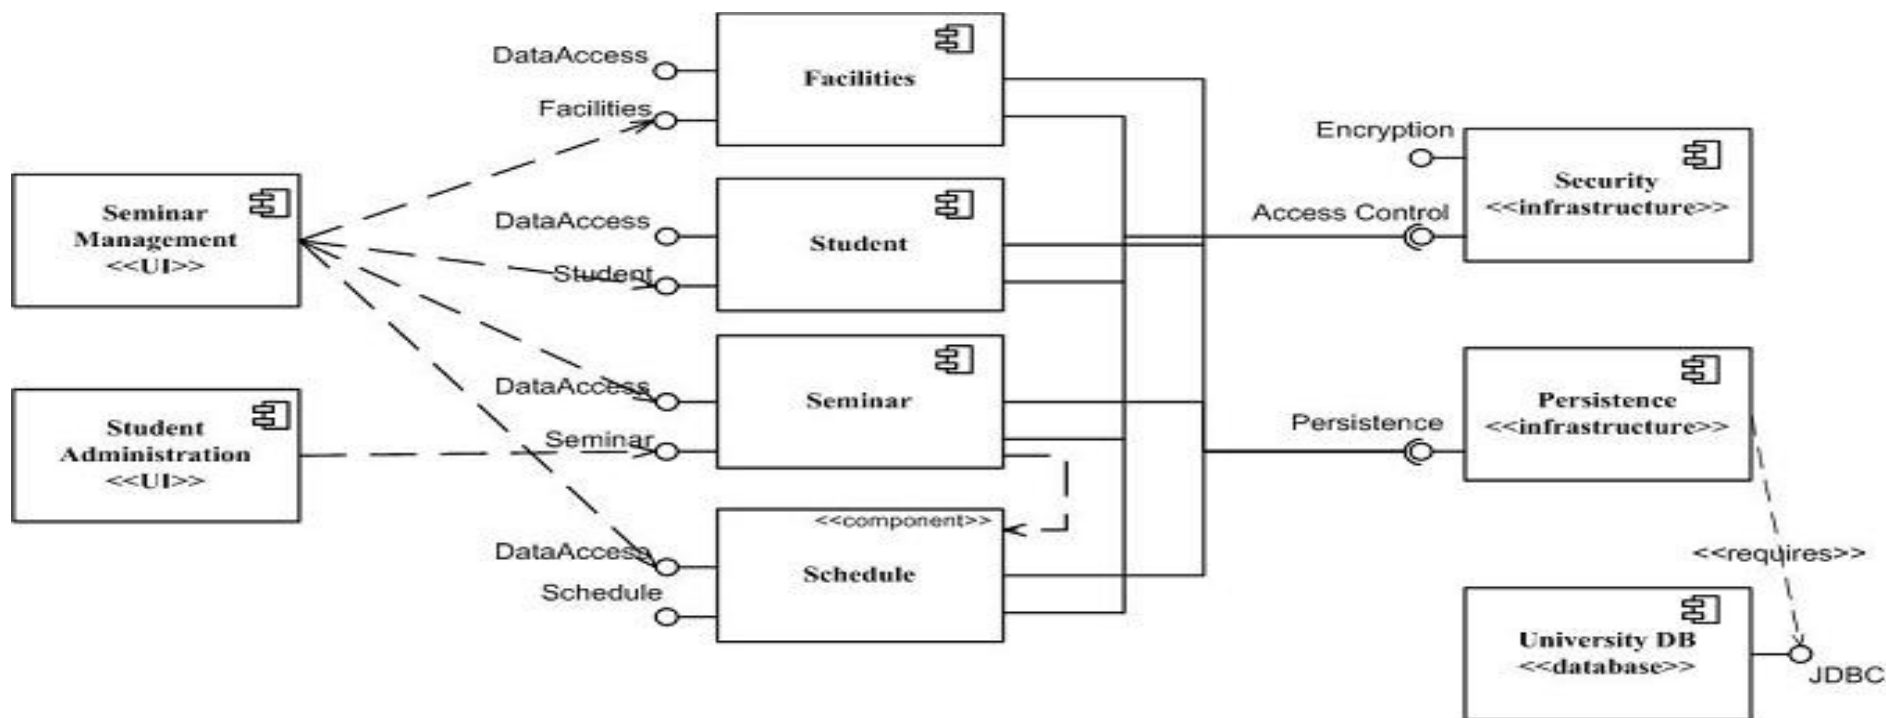 DataAccess
Facilities
Facilities
Encryption
Security
<<infrastructure>>
Access Control
Seminar
Management
<<UI>>
DataAccess
Student
Student
DataAccess
Seminar
Seminar
Persistence
Persistence
<<infrastructure>>
Student
Administration
<<UI>>
<<component>>
DataAccess
Schedule
Schedule
<<requires>>
University DB
<<database>>
JDBC